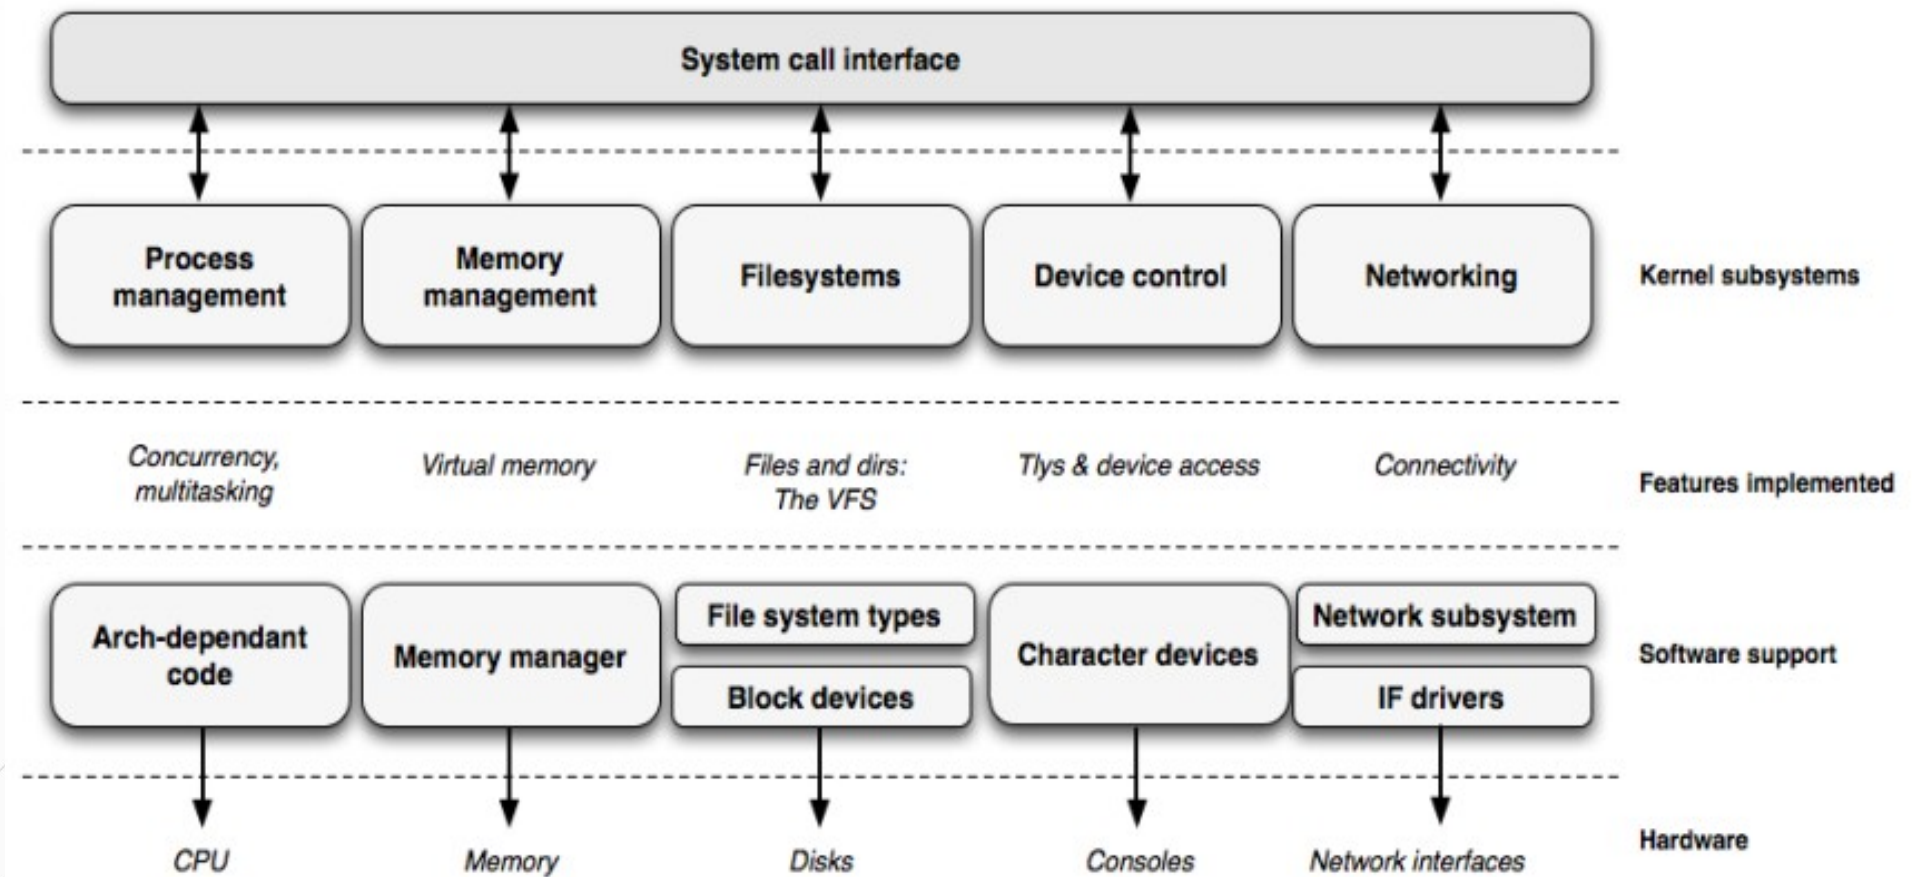 System call interface
Process
management
Memory
management
Filesystems
Device control
Networking
Kernel subsystems
Concurrency,
multitasking
Virtual memory
Files and dirs:
The VFS
Tlys & device access
Connectivity
Features implemented
Arch-dependant
code
Memory manager
File system types
Block devices
Character devices
Network subsystem
IF drivers
Software support
CPU
Memory
Disks
Consoles
Network interfaces
Hardware